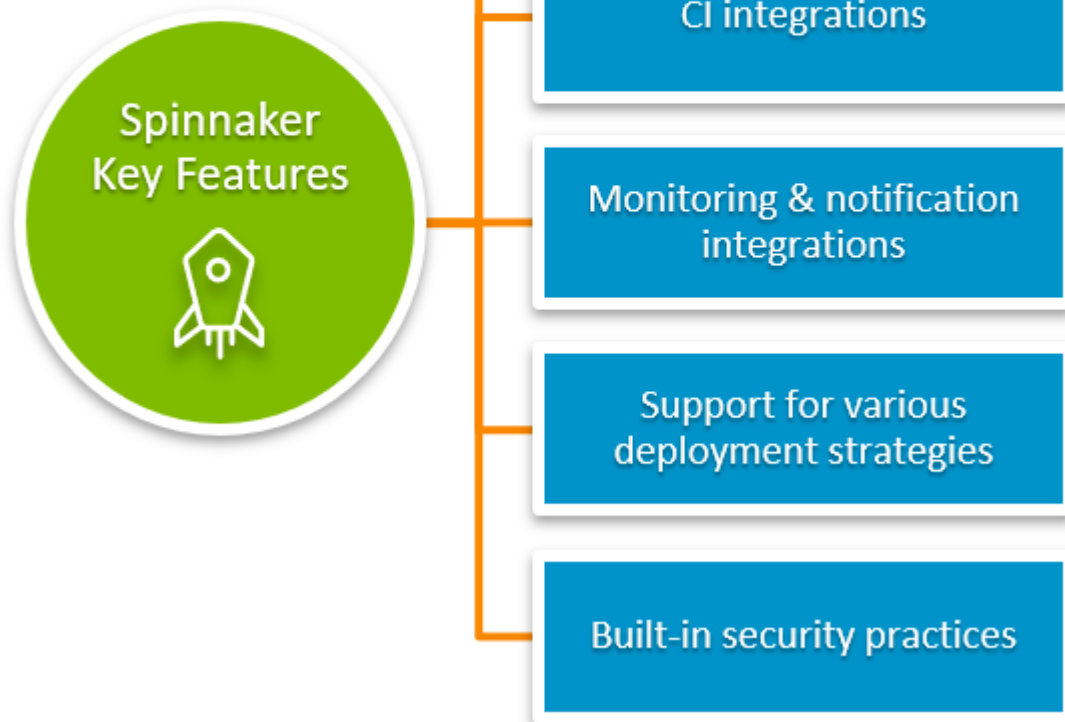 Spinnaker
Key Features
CI integrations
Monitoring & notification
integrations
Support for various
deployment strategies
Built-in security practices